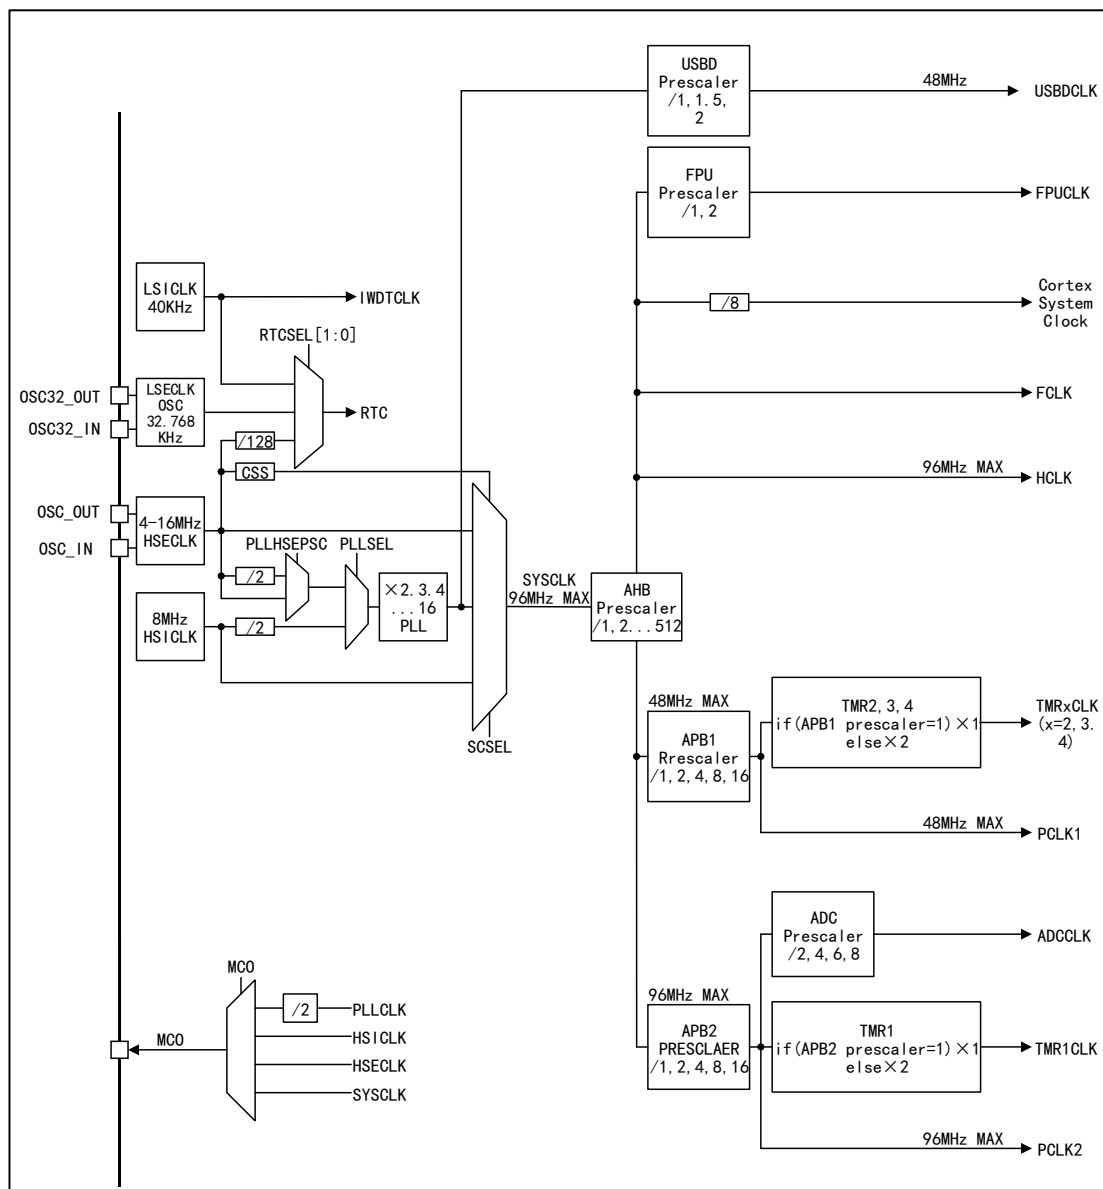 USBD
Prescaler
/1, 1.5,
2
48MHz
USBDCLK
FPU
Prescaler
/1, 2
FPUCLK
LSICLK
40KHz
IWDTCLK
/8
Cortex
System
Clock
RTCSEL[1:0]
OSC32_OUT
OSC32_IN
LSECLK
OSC
32.768
KHz
RTC
FCLK
/128
CSS
96MHz MAX
HCLK
OSC_OUT
OSC_IN
4-16MHz
HSECLK
PLLHSEPSC
PLLSEL
/2
×2.3.4
...16
PLL
SYSCLK
96MHz MAX
AHB
Prescaler
/1, 2...512
8MHz
HSICLK
/2
SCSEL
48MHz MAX
APB1
Rrescaler
/1, 2, 4, 8, 16
TMR2, 3, 4
if(APB1 prescaler=1)×1
else×2
TMRxCLK
(x=2, 3.
4)
48MHz MAX
PCLK1
ADC
Prescaler
/2, 4, 6, 8
ADCCLK
MCO
/2
PLLCLK
HSICLK
HSECLK
SYSCLK
MCO
96MHz MAX
APB2
PRESCLAER
/1, 2, 4, 8, 16
TMR1
if(APB2 prescaler=1)×1
else×2
TMR1CLK
96MHz MAX
PCLK2